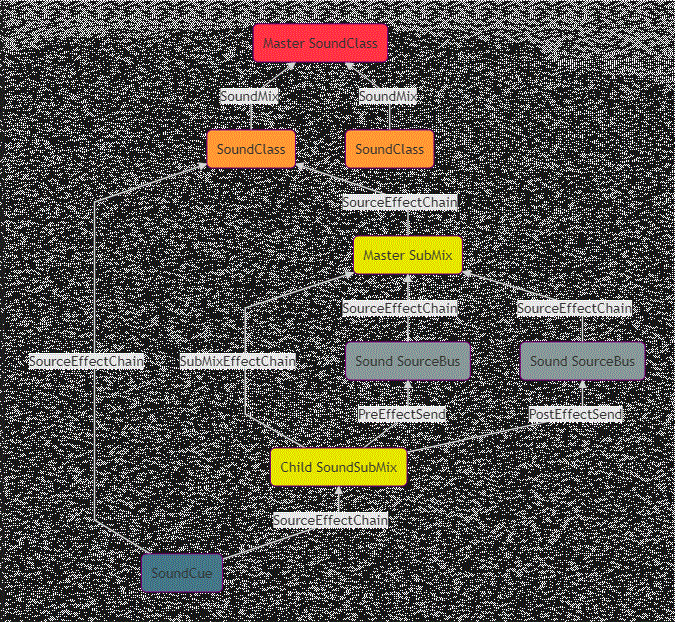 Master SoundClass
SoundMix
SoundMix
SoundClass
SoundClass
SourceEffectChain
Master SubMix
SourceEffectChain
SourceEffectChain
SourceEffectChain
SubMixEffectChain
Sound SourceBus
Sound SourceBus
PreEffectSend
PostEffectSend
Child SoundSubMix
SourceEffectChain
SoundCue